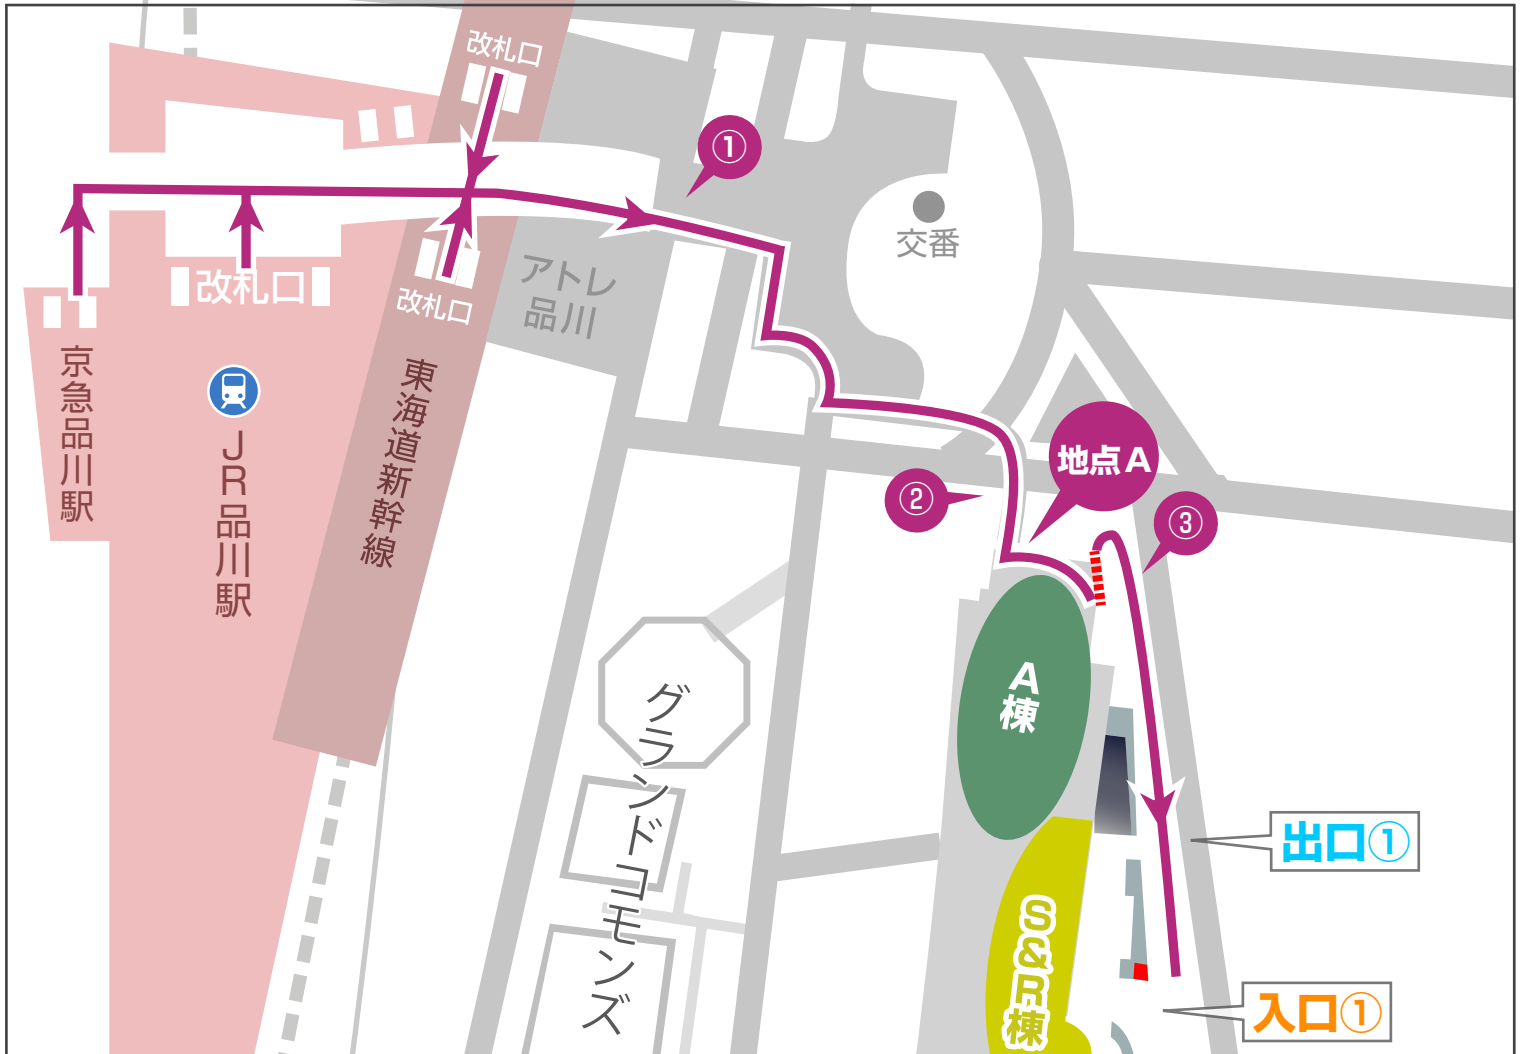 改札口
①
交番
アトレ
品川
改札口
改札口
京急品川駅
JR品川駅
東海道新幹線
地点A
②
③
A棟
グランドコモンズ
出口①
S&R棟
入口①